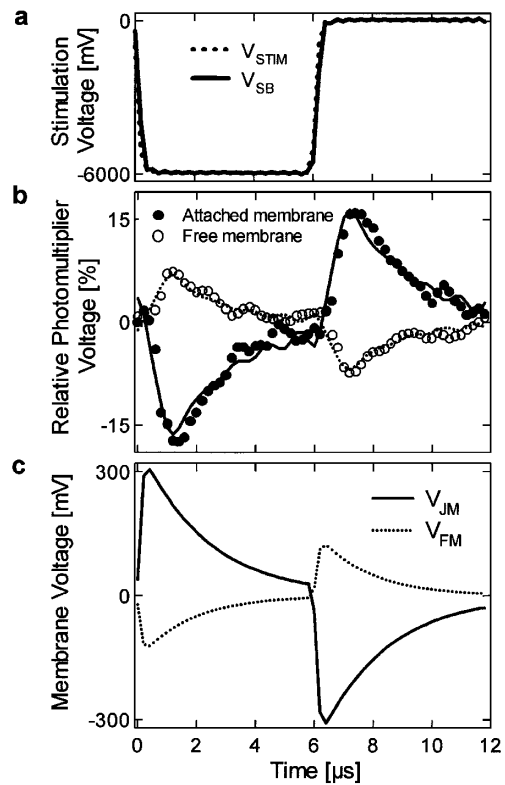 a
Stimulation
Voltage [mV]
0
-6000
V_STIM
V_SB
b
Relative Photomultiplier
Voltage [%]
15
0
-15
Attached membrane
Free membrane
c
Membrane Voltage [mV]
300
0
-300
V_JM
V_FM
0 2 4 6 8 10 12
Time [µs]